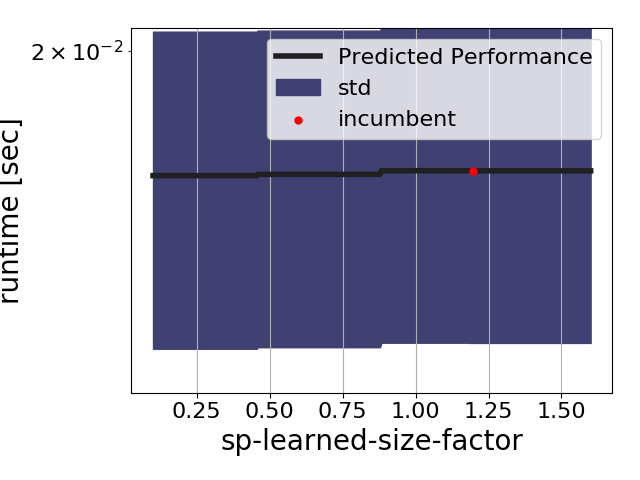 2 × 10⁻²
Predicted Performance
std
incumbent
runtime [sec]
0.25 0.50 0.75 1.00 1.25 1.50
sp-learned-size-factor